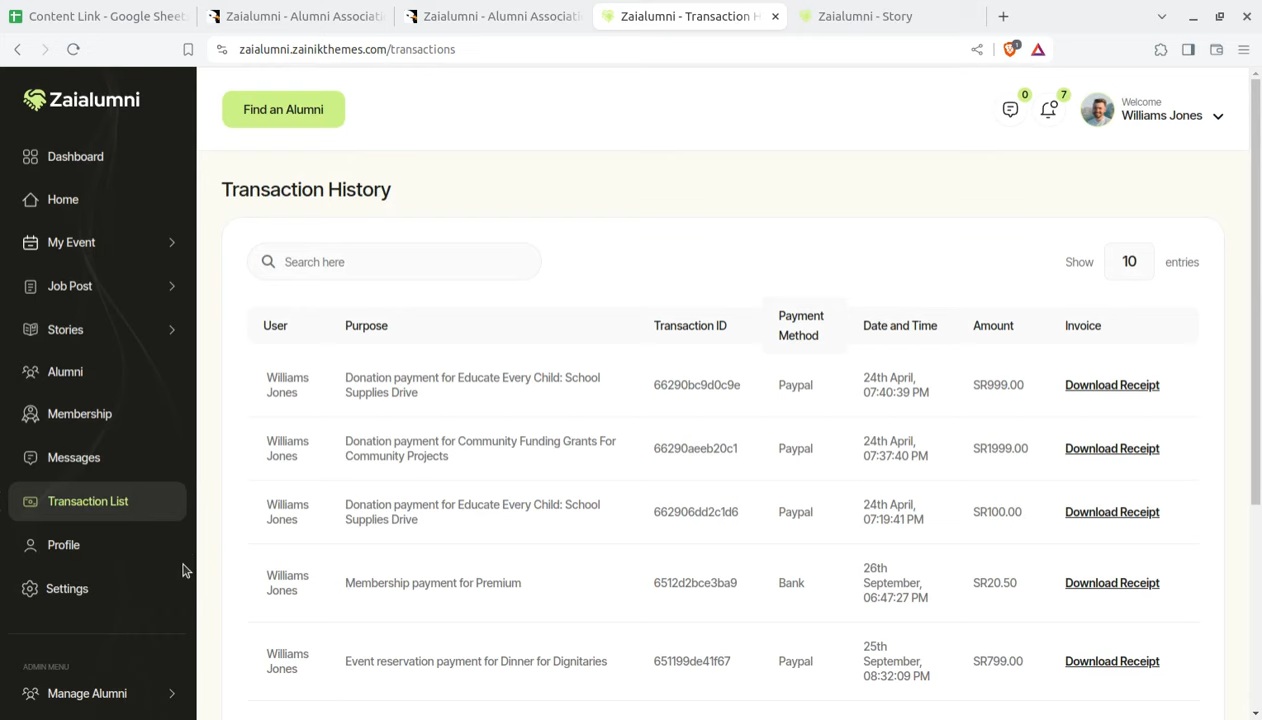 Content Link - Google Sheet
Zaialumni - Alumni Associati
Zaialumni - Alumni Associati
Zaialumni - Transaction H
Zaialumni - Story
zaialumni.zainikthemes.com/transactions
1
Zaialumni
Find an Alumni
0
7
Welcome
Williams Jones
Dashboard
Home
My Event
Job Post
Stories
Alumni
Membership
Messages
Transaction List
Profile
Settings
ADMIN MENU
Manage Alumni
Transaction History
Search here
Show 10 entries
User Purpose Transaction ID Payment Method Date and Time Amount Invoice
Williams Jones Donation payment for Educate Every Child: School Supplies Drive 66290bc9d0c9e Paypal 24th April, 07:40:39 PM SR999.00 Download Receipt
Williams Jones Donation payment for Community Funding Grants For Community Projects 66290aeeb20c1 Paypal 24th April, 07:37:40 PM SR1999.00 Download Receipt
Williams Jones Donation payment for Educate Every Child: School Supplies Drive 662906dd2c1d6 Paypal 24th April, 07:19:41 PM SR100.00 Download Receipt
Williams Jones Membership payment for Premium 6512d2bce3ba9 Bank 26th September, 06:47:27 PM SR20.50 Download Receipt
Williams Jones Event reservation payment for Dinner for Dignitaries 651199de41f67 Paypal 25th September, 08:32:09 PM SR799.00 Download Receipt